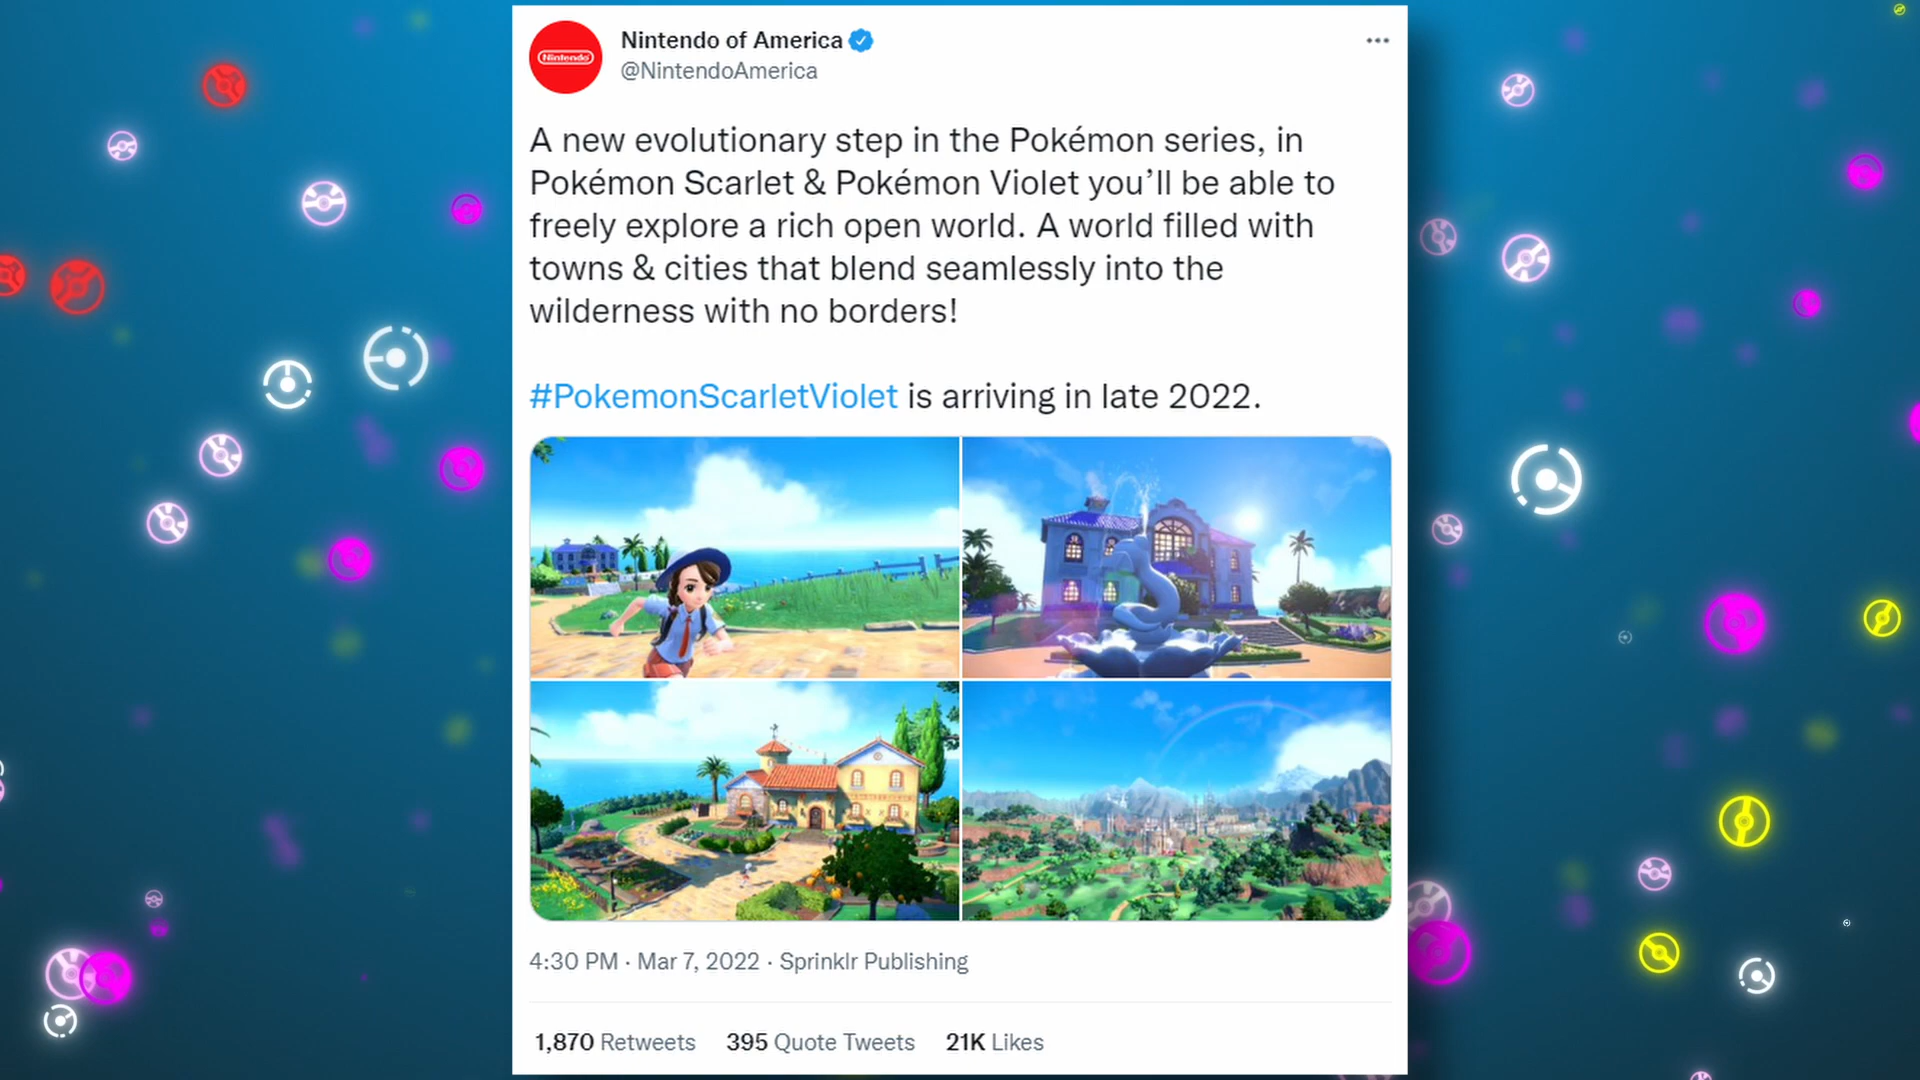 Nintendo
Nintendo of America
@NintendoAmerica
A new evolutionary step in the Pokémon series, in
Pokémon Scarlet & Pokémon Violet you’ll be able to
freely explore a rich open world. A world filled with
towns & cities that blend seamlessly into the
wilderness with no borders!
#PokemonScarletViolet is arriving in late 2022.
4:30 PM · Mar 7, 2022 · Sprinklr Publishing
1,870 Retweets 395 Quote Tweets 21K Likes